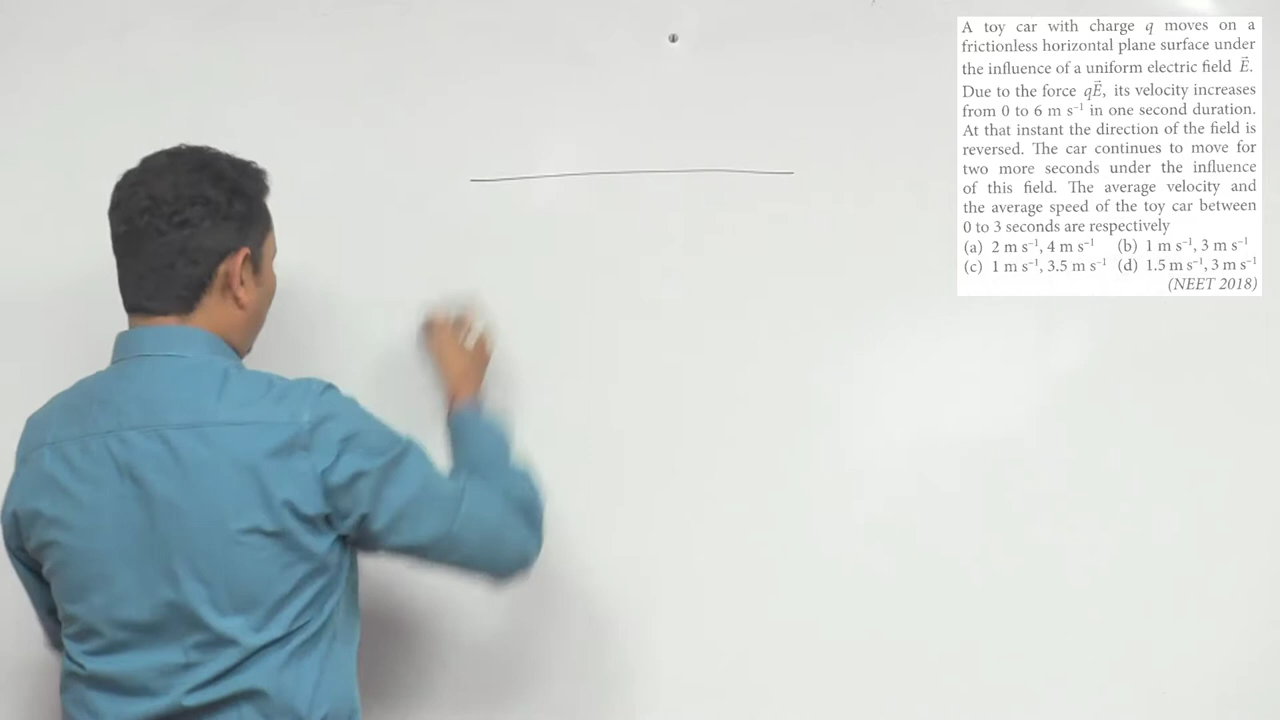 A toy car with charge q moves on a
frictionless horizontal plane surface under
the influence of a uniform electric field E⃗.
Due to the force qE⃗, its velocity increases
from 0 to 6 m s⁻¹ in one second duration.
At that instant the direction of the field is
reversed. The car continues to move for
two more seconds under the influence
of this field. The average velocity and
the average speed of the toy car between
0 to 3 seconds are respectively
(a) 2 m s⁻¹, 4 m s⁻¹ (b) 1 m s⁻¹, 3 m s⁻¹
(c) 1 m s⁻¹, 3.5 m s⁻¹ (d) 1.5 m s⁻¹, 3 m s⁻¹
(NEET 2018)